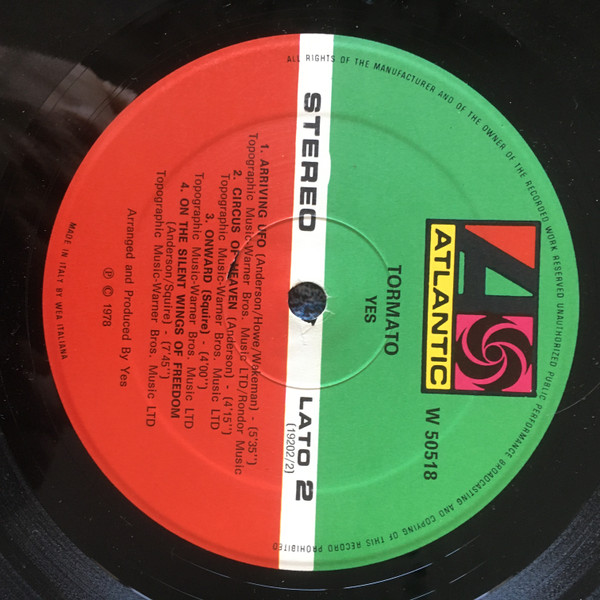 ALL RIGHTS OF THE MANUFACTURER AND OF THE OWNER OF THE RECORDED WORK RESERVED UNAUTHORIZED PUBLIC PERFORMANCE BROADCASTING AND COPYING OF THIS RECORD PROHIBITED
A
ATLANTIC
W 50518
TORMATO
YES
STEREO
LATO 2
(19202/2)
1. ARRIVING UFO (Anderson/Howe/Wakeman) - (5'35'')
Topographic Music-Warner Bros. Music LTD/Rondor Music
2. CIRCUS OF HEAVEN (Anderson) - (4'15'')
Topographic Music-Warner Bros. Music LTD
3. ONWARD (Squire) - (4'00'')
Topographic Music-Warner Bros. Music LTD
4. ON THE SILENT WINGS OF FREEDOM
(Anderson/Squire) - (7'45'')
Topographic Music-Warner Bros. Music LTD
Arranged and Produced By Yes
℗ © 1978
MADE IN ITALY BY WEA ITALIANA